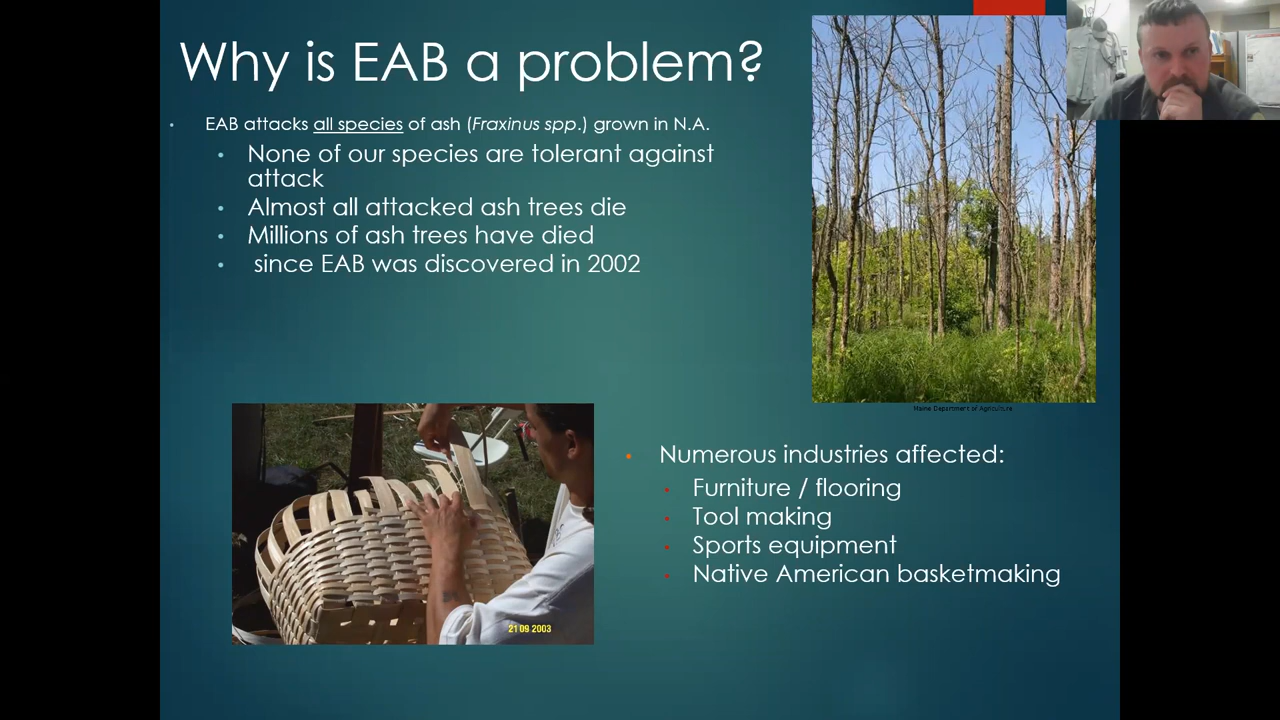 Why is EAB a problem?
EAB attacks all species of ash (Fraxinus spp.) grown in N.A.
None of our species are tolerant against
attack
Almost all attacked ash trees die
Millions of ash trees have died
since EAB was discovered in 2002
Maine Department of Agriculture
21 09 2003
Numerous industries affected:
Furniture / flooring
Tool making
Sports equipment
Native American basketmaking